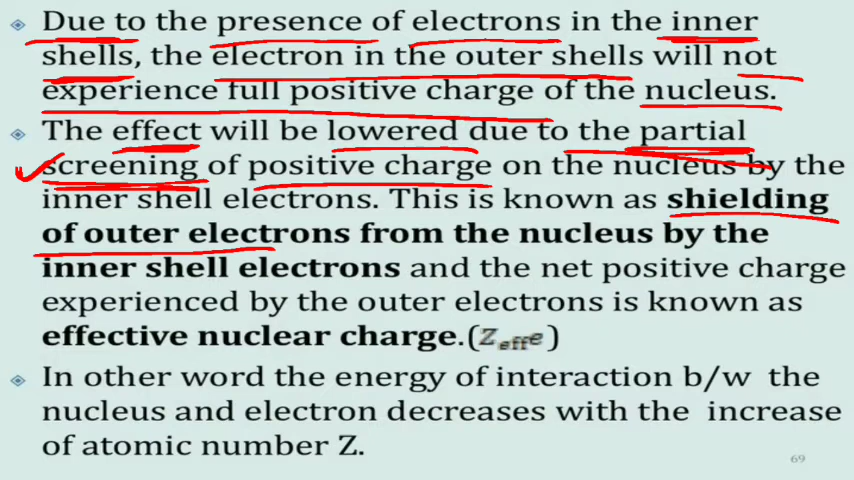 Due to the presence of electrons in the inner
shells, the electron in the outer shells will not
experience full positive charge of the nucleus.
The effect will be lowered due to the partial
screening of positive charge on the nucleus by the
inner shell electrons. This is known as shielding
of outer electrons from the nucleus by the
inner shell electrons and the net positive charge
experienced by the outer electrons is known as
effective nuclear charge.(Zeffe)
In other word the energy of interaction b/w the
nucleus and electron decreases with the increase
of atomic number Z.
69